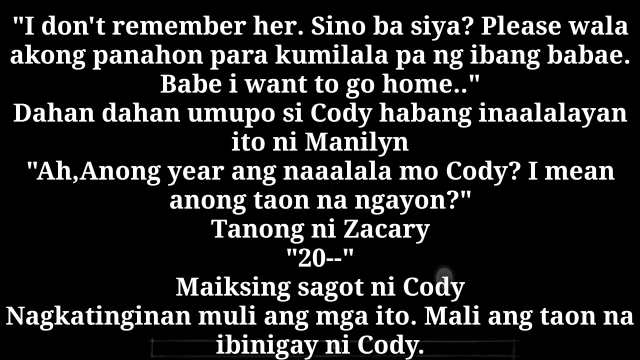 "I don't remember her. Sino ba siya? Please wala
akong panahon para kumilala pa ng ibang babae.
Babe i want to go home.."
Dahan dahan umupo si Cody habang inaalalayan
ito ni Manilyn
"Ah,Anong year ang naaalala mo Cody? I mean
anong taon na ngayon?"
Tanong ni Zacary
"20--"
Maiksing sagot ni Cody
Nagkatinginan muli ang mga ito. Mali ang taon na
ibinigay ni Cody.